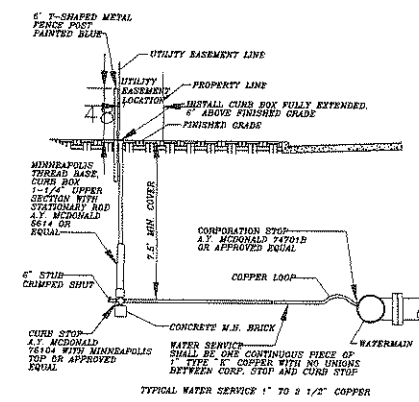 6' T-SHAPED METAL
FENCE POST
PAINTED BLUE
UTILITY EASEMENT LINE
UTILITY
EASEMENT
LOCATION
PROPERTY LINE
INSTALL CURB BOX FULLY EXTENDED,
6" ABOVE FINISHED GRADE
FINISHED GRADE
48
MINNEAPOLIS
THREAD BASE,
CURB BOX
1-1/4" UPPER
SECTION WITH
STATIONARY ROD
A.Y. MCDONALD
5614 OR
EQUAL
7.5' MIN. COVER
CORPORATION STOP
A.Y. MCDONALD 74701B
OR APPROVED EQUAL
COPPER LOOP
6" STUB
CRIMPED SHUT
CONCRETE M.H. BRICK
WATERMAIN
CURB STOP
A.Y. MCDONALD
76104 WITH MINNEAPOLIS
TOP OR APPROVED
EQUAL
WATER SERVICE
SHALL BE ONE CONTINUOUS PIECE OF
1" TYPE "K" COPPER WITH NO UNIONS
BETWEEN CORP. STOP AND CURB STOP
TYPICAL WATER SERVICE 1" TO 2 1/2" COPPER